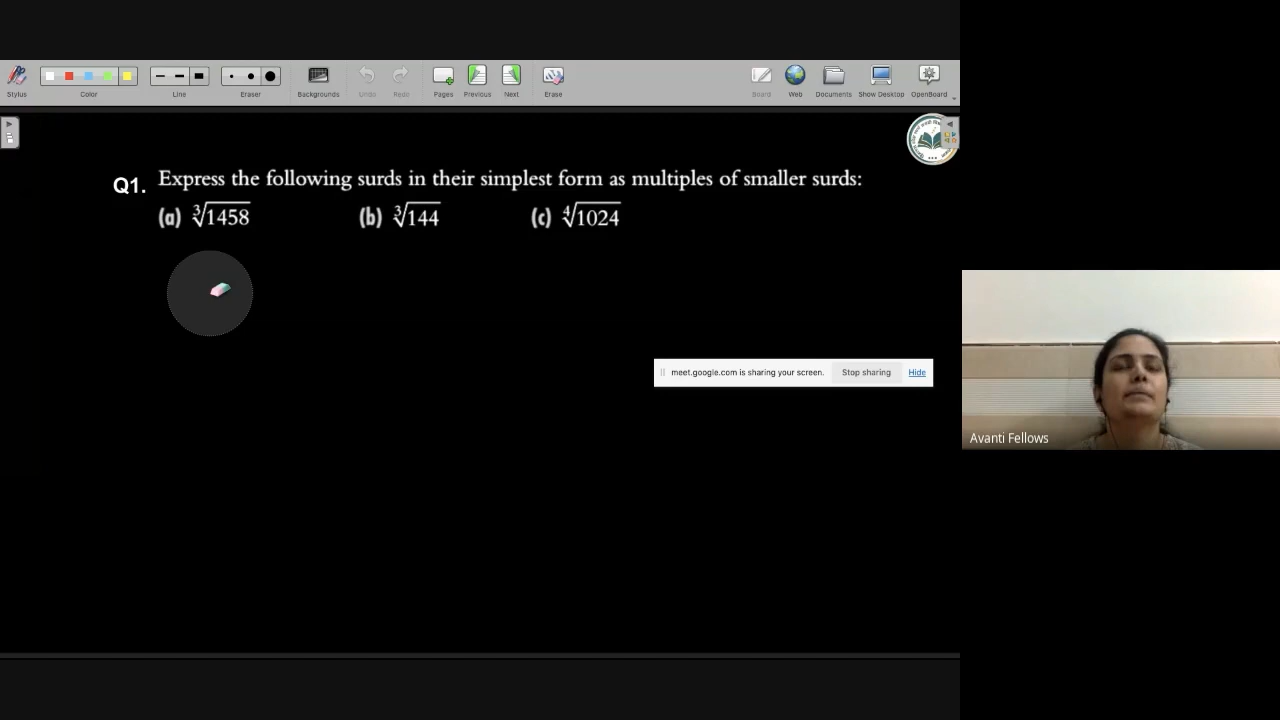 Stylus Color Line Eraser Backgrounds Undo Redo Pages Previous Next Erase Board Web Documents Show Desktop OpenBoard
Q1. Express the following surds in their simplest form as multiples of smaller surds:
(a) ∛1458 (b) ∛144 (c) ∜1024
meet.google.com is sharing your screen. Stop sharing Hide
Avanti Fellows